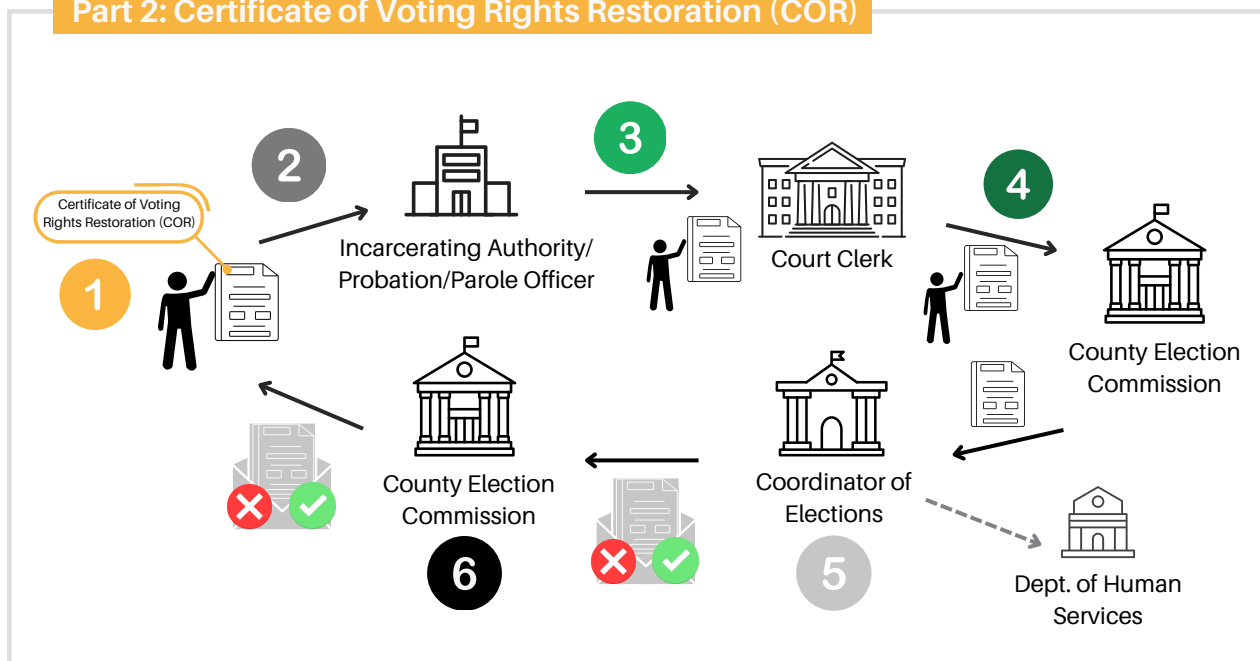 Part 2: Certificate of Voting Rights Restoration (COR)
Certificate of Voting
Rights Restoration (COR)
1
2
Incarcerating Authority/
Probation/Parole Officer
3
Court Clerk
4
County Election
Commission
Coordinator of
Elections
5
Dept. of Human
Services
County Election
Commission
6